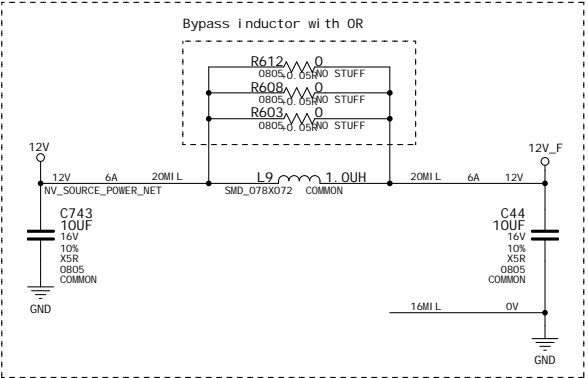 Bypass inductor with 0R
R612 0
0805 +0.05R NO STUFF
R608 0
0805 +0.05R NO STUFF
R603 0
0805 +0.05R NO STUFF
12V
12V_F
12V 6A 20MIL
L9 1.0UH
20MIL 6A 12V
NV_SOURCE_POWER_NET
SMD_078X072 COMMON
C743
10UF
16V
10%
X5R
0805
COMMON
GND
C44
10UF
16V
10%
X5R
0805
COMMON
16MIL 0V
GND